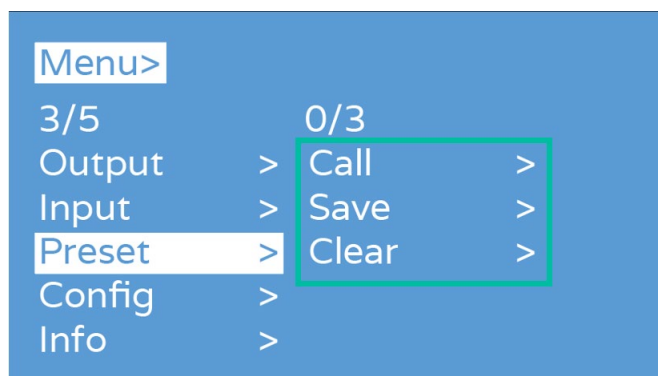 Menu>
3/5 0/3
Output > Call >
Input > Save >
Preset > Clear >
Config >
Info >